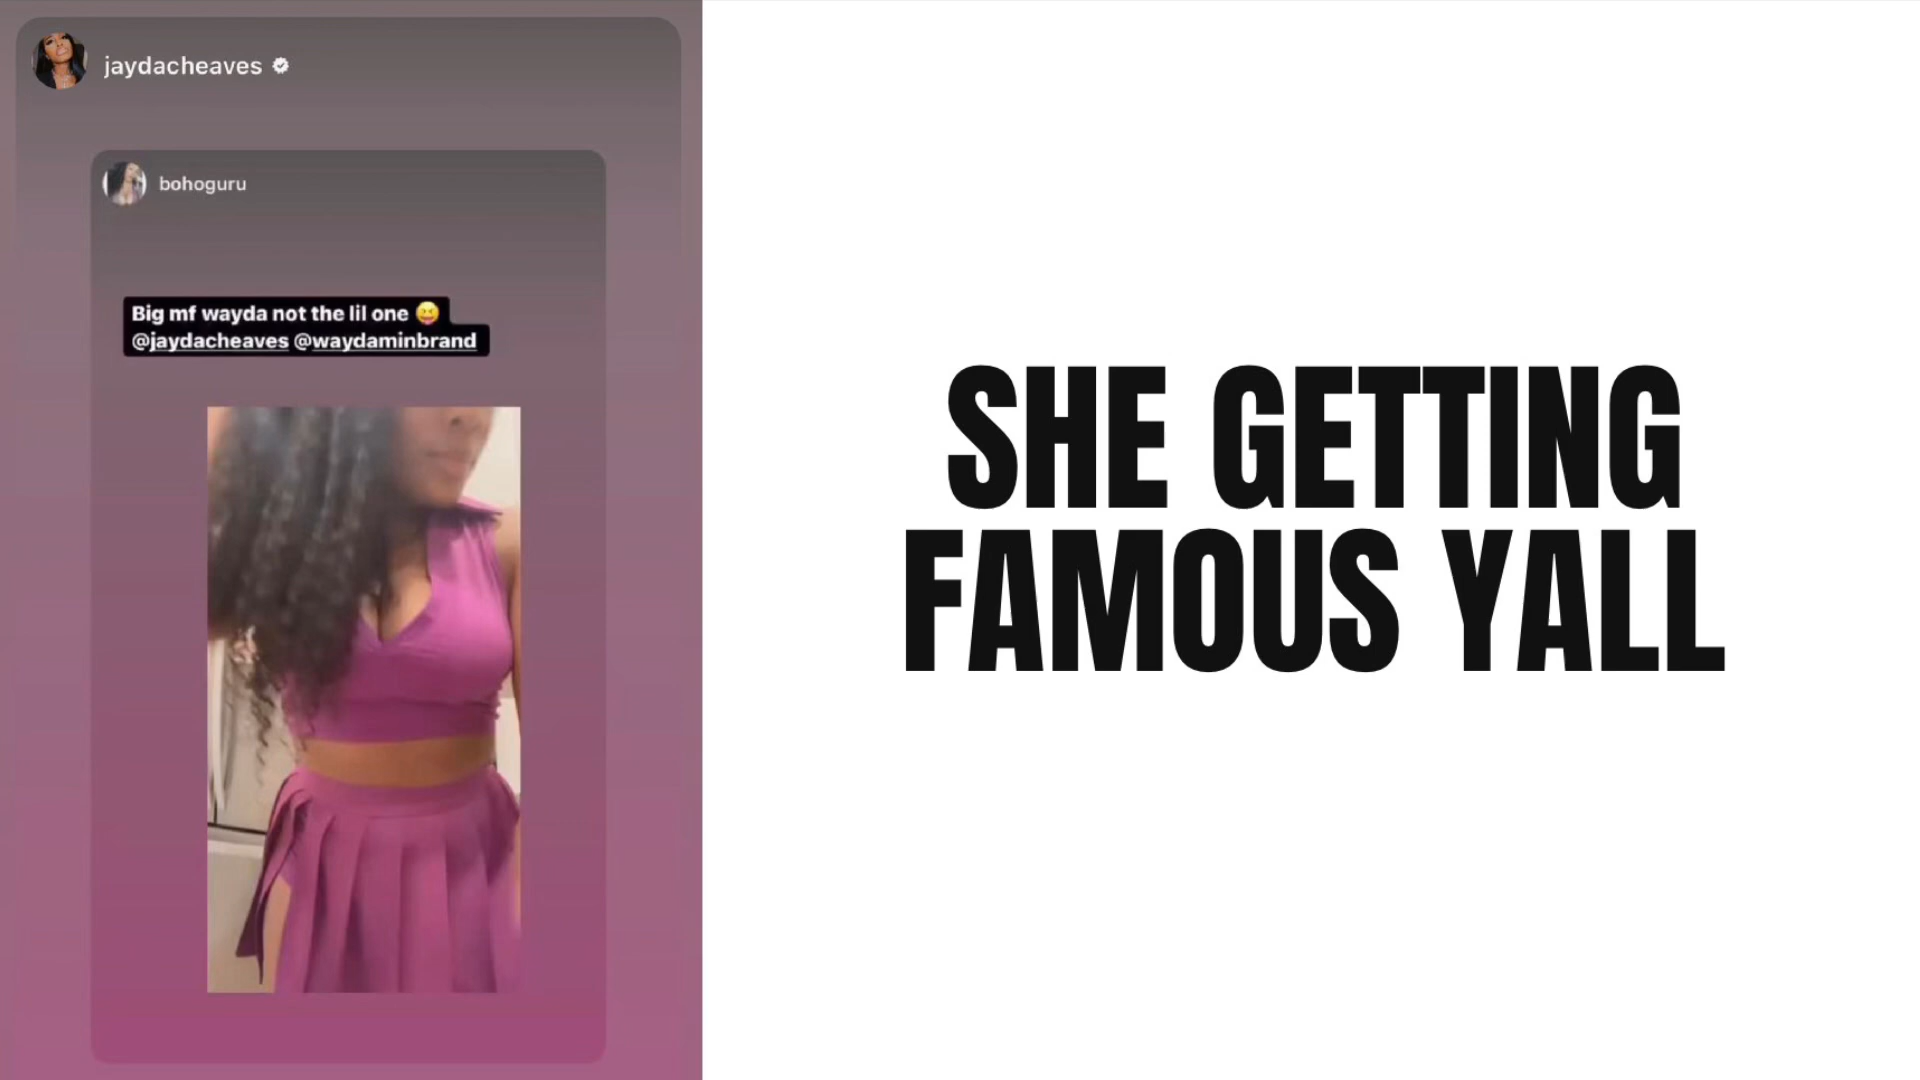 jaydacheaves
bohoguru
Big mf wayda not the lil one 😝
@jaydacheaves @waydaminbrand
SHE GETTING
FAMOUS YALL